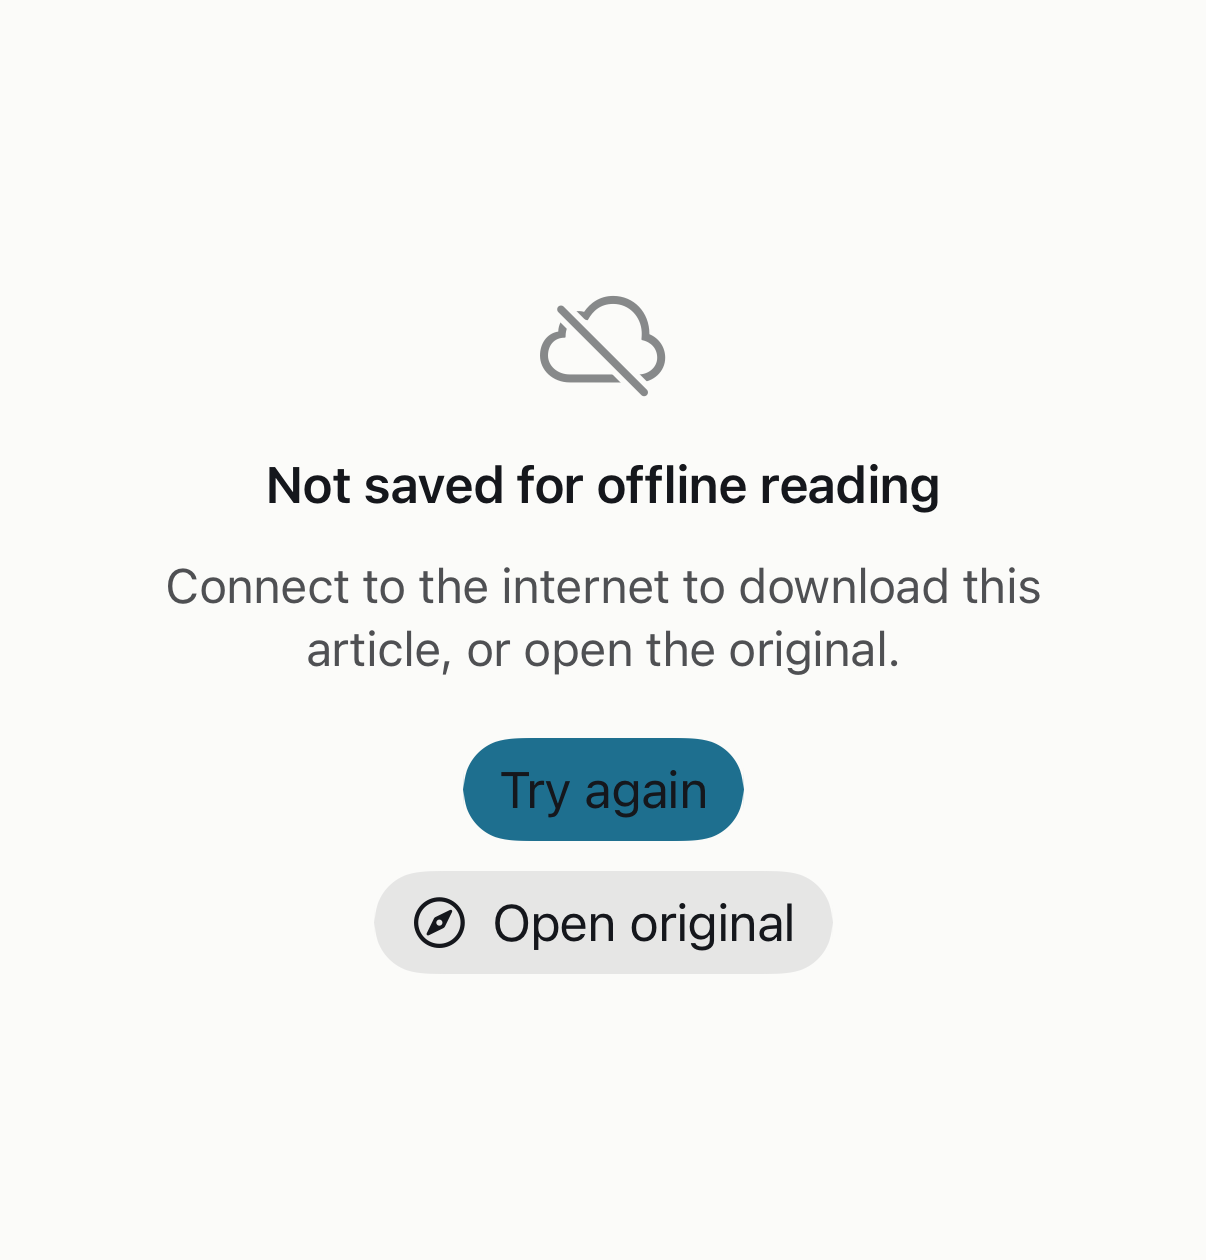 Not saved for offline reading
Connect to the internet to download this
article, or open the original.
Try again
Open original